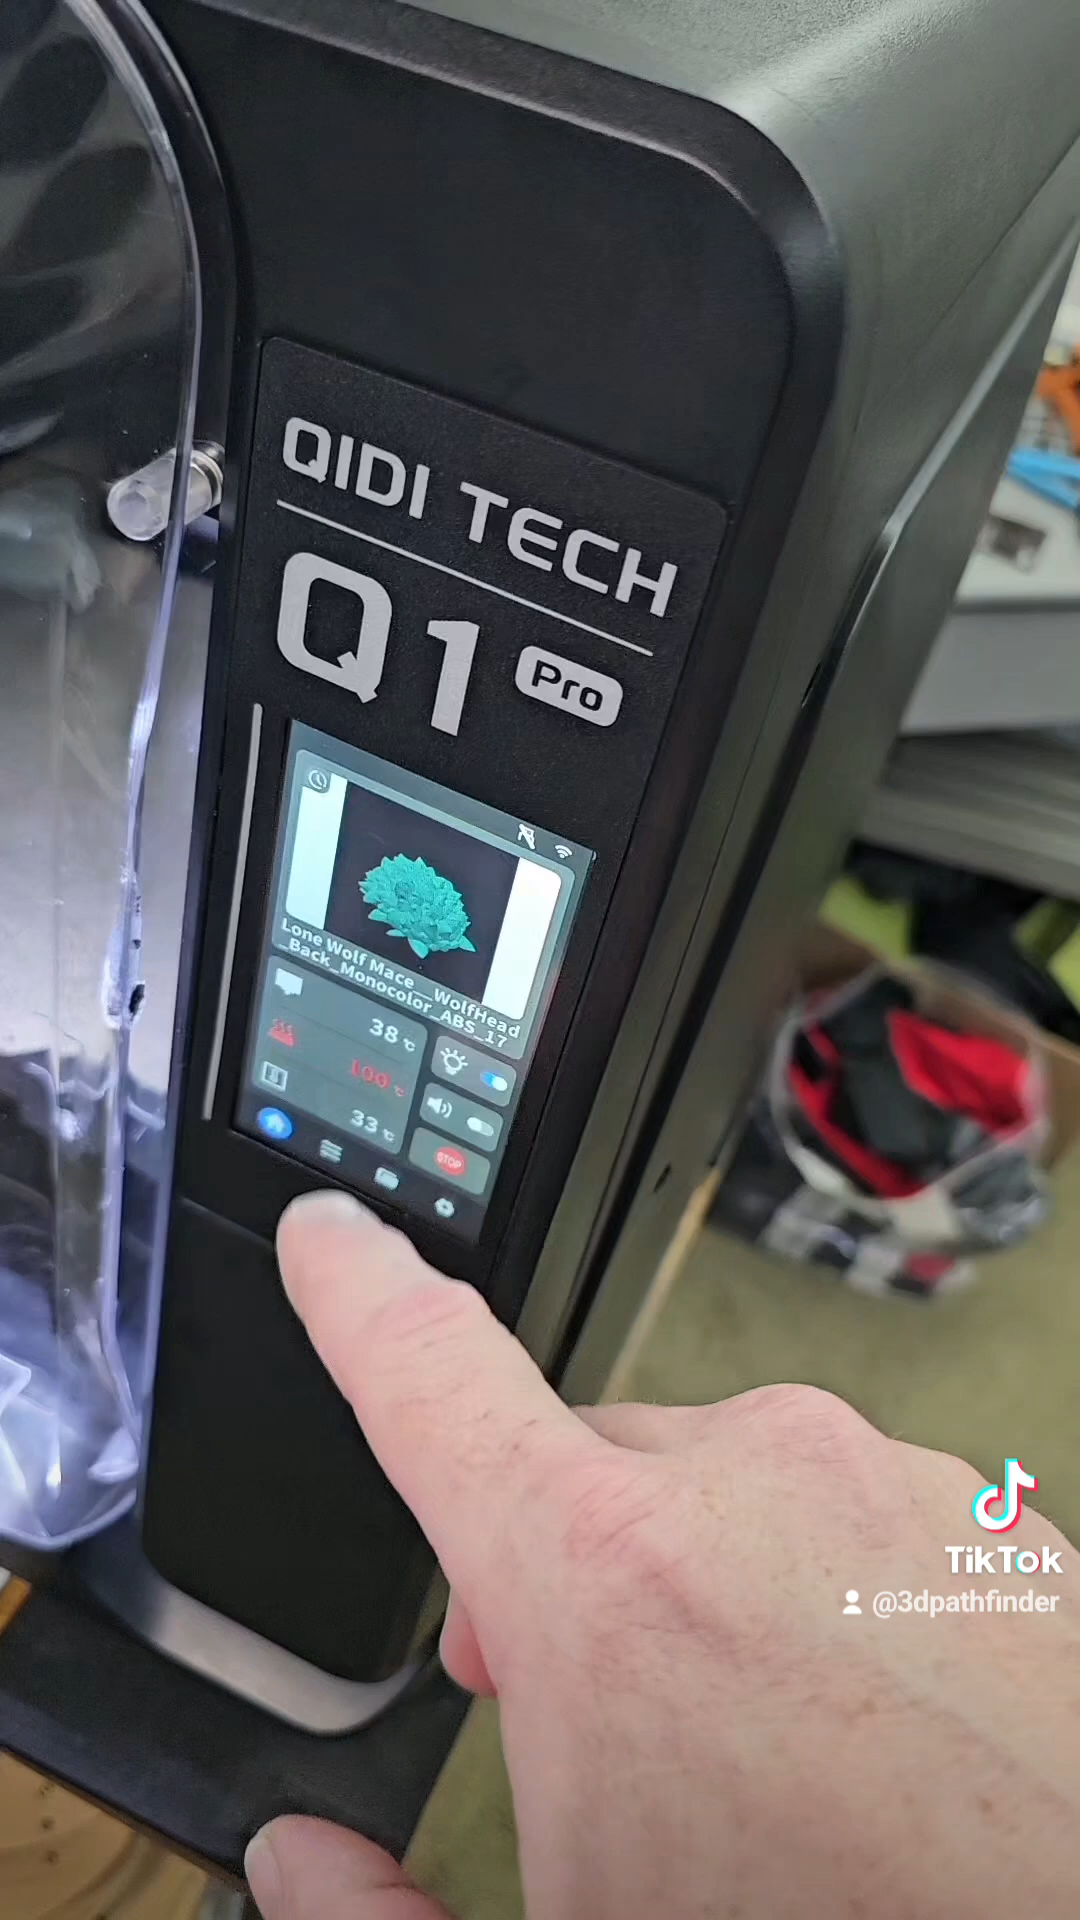 QIDI TECH
Q1 Pro
Lone Wolf Mace__WolfHead
_Back_Monocolor_ABS_17
38 °C
100 °C
33 °C
STOP
TikTok
@3dpathfinder